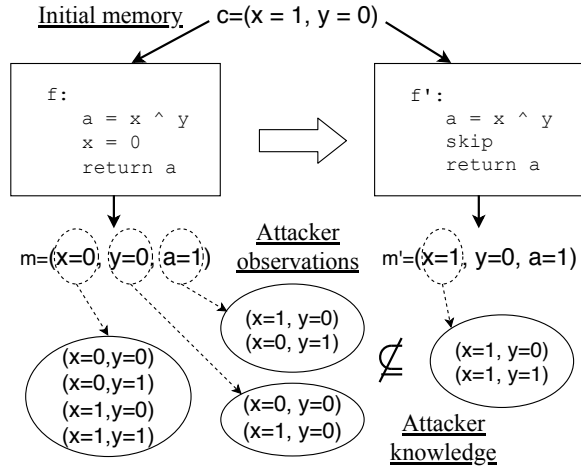 Initial memory c=(x = 1, y = 0)
f:
a = x ^ y
x = 0
return a
f':
a = x ^ y
skip
return a
m=(x=0, y=0, a=1)
Attacker
observations
m'=(x=1, y=0, a=1)
(x=1, y=0)
(x=0, y=1)
(x=0,y=0)
(x=0,y=1)
(x=1,y=0)
(x=1,y=1)
(x=0, y=0)
(x=1, y=0)
⊈
(x=1, y=0)
(x=1, y=1)
Attacker
knowledge